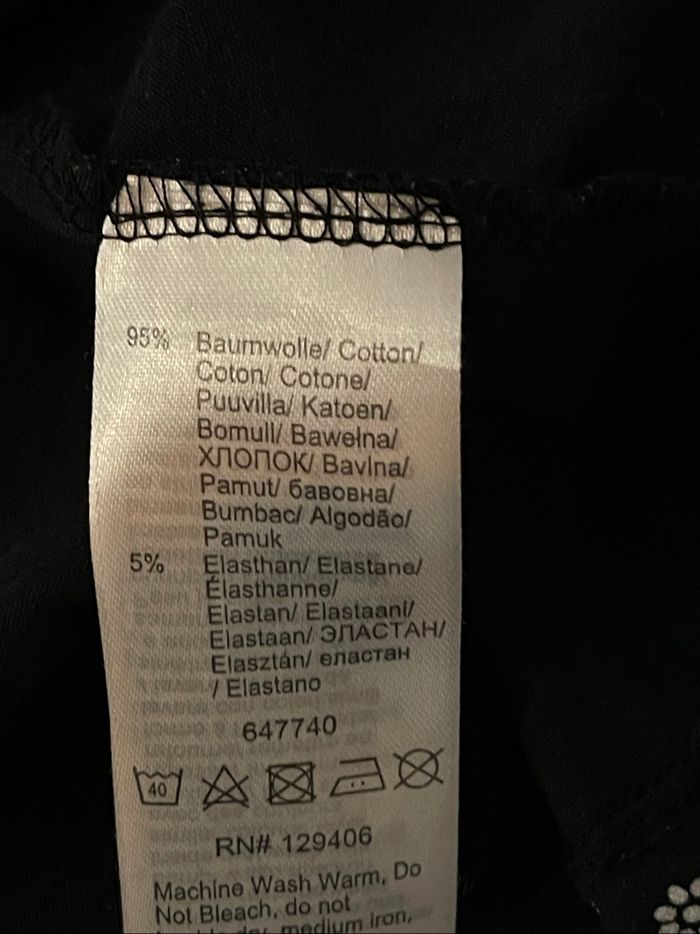 95% Baumwolle/ Cotton/
Coton/ Cotone/
Puuvilla/ Katoen/
Bomull/ Bawełna/
ХЛОПОК/ Bavlna/
Pamut/ бавовна/
Bumbac/ Algodão/
Pamuk
5% Elasthan/ Elastane/
Élasthanne/
Elastan/ Elastaani/
Elastaan/ ЭЛАСТАН/
Elasztán/ еластан
/ Elastano
647740
40
RN# 129406
Machine Wash Warm, Do
Not Bleach, do not
medium iron,